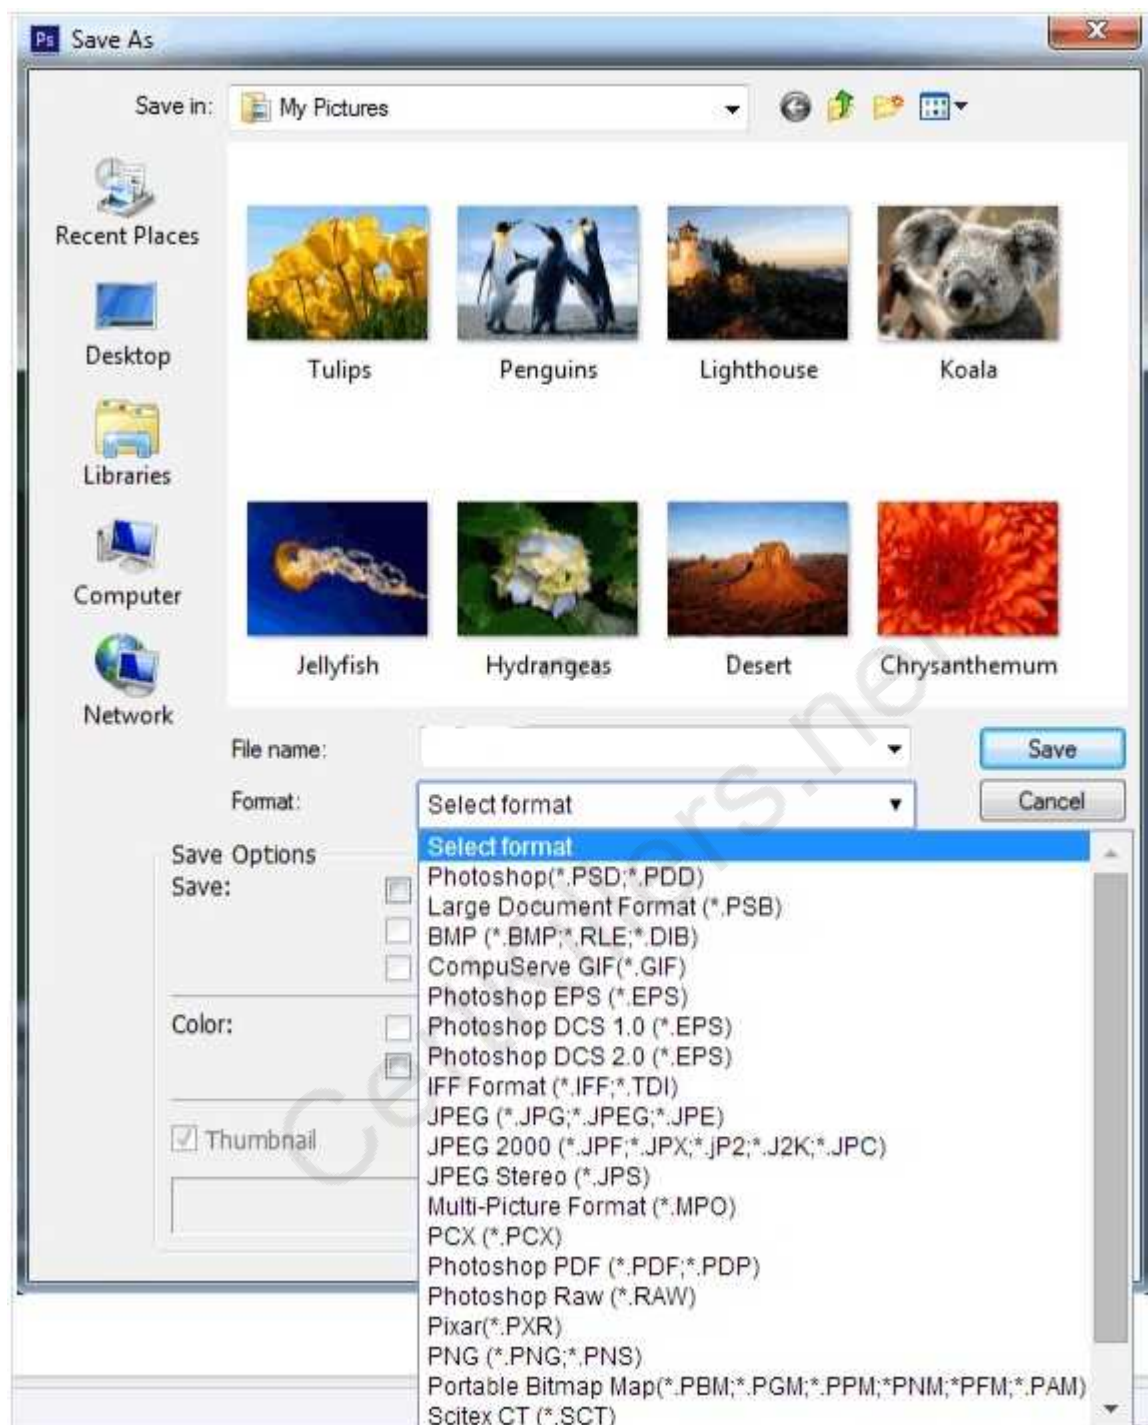 Ps Save As
Save in: My Pictures
Recent Places
Desktop
Libraries
Computer
Network
Tulips Penguins Lighthouse Koala
Jellyfish Hydrangeas Desert Chrysanthemum
File name: Save
Format: Select format Cancel
Save Options
Save:
Color:
Thumbnail
Select format
Photoshop(*.PSD;*.PDD)
Large Document Format (*.PSB)
BMP (*.BMP;*.RLE;*.DIB)
CompuServe GIF(*.GIF)
Photoshop EPS (*.EPS)
Photoshop DCS 1.0 (*.EPS)
Photoshop DCS 2.0 (*.EPS)
IFF Format (*.IFF;*.TDI)
JPEG (*.JPG;*.JPEG;*.JPE)
JPEG 2000 (*.JPF;*.JPX;*.jP2;*.J2K;*.JPC)
JPEG Stereo (*.JPS)
Multi-Picture Format (*.MPO)
PCX (*.PCX)
Photoshop PDF (*.PDF;*.PDP)
Photoshop Raw (*.RAW)
Pixar(*.PXR)
PNG (*.PNG;*.PNS)
Portable Bitmap Map(*.PBM;*.PGM;*.PPM;*PNM;*PFM;*.PAM)
Scitex CT (*.SCT)
CertKillers.net